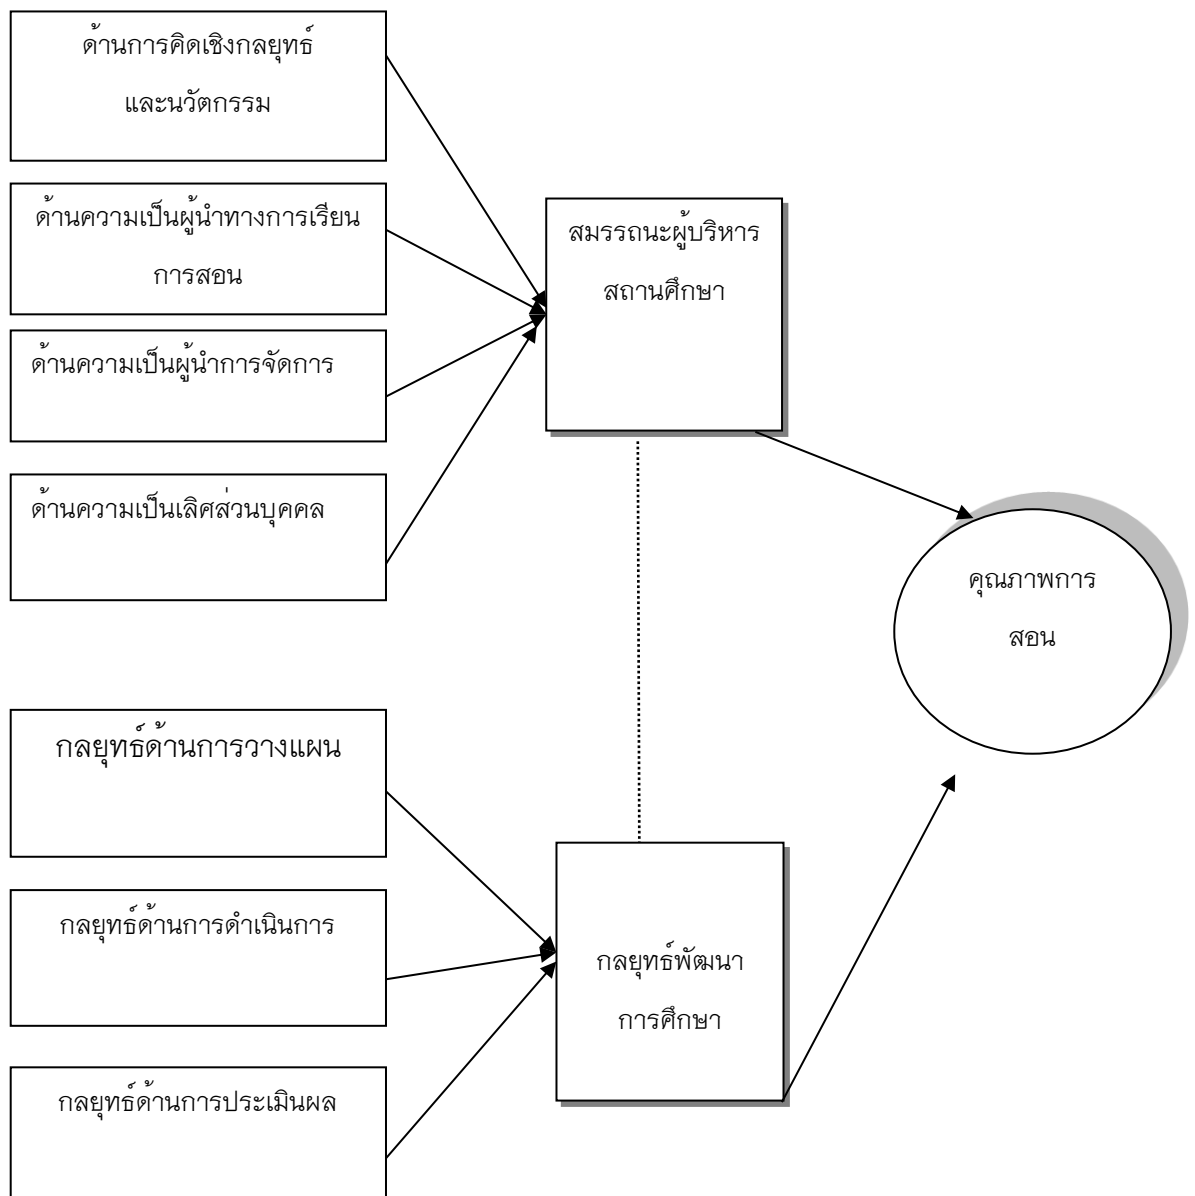 ด้านการคิดเชิงกลยุทธ์
และนวัตกรรม
ด้านความเป็นผู้นำทางการเรียน
การสอน
ด้านความเป็นผู้นำการจัดการ
ด้านความเป็นเลิศส่วนบุคคล
สมรรถนะผู้บริหาร
สถานศึกษา
คุณภาพการ
สอน
กลยุทธ์ด้านการวางแผน
กลยุทธ์ด้านการดำเนินการ
กลยุทธ์ด้านการประเมินผล
กลยุทธ์พัฒนา
การศึกษา